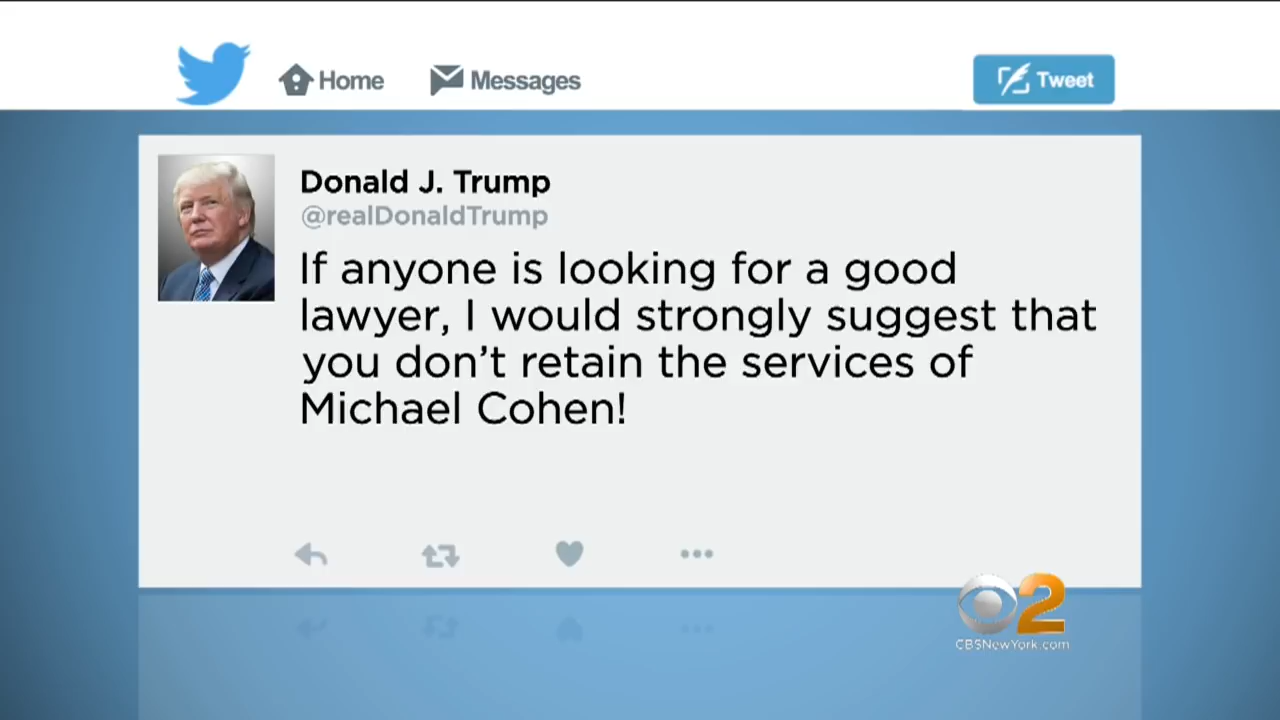 Home
Messages
Tweet
Donald J. Trump
@realDonaldTrump
If anyone is looking for a good
lawyer, I would strongly suggest that
you don’t retain the services of
Michael Cohen!
2
CBSNewYork.com